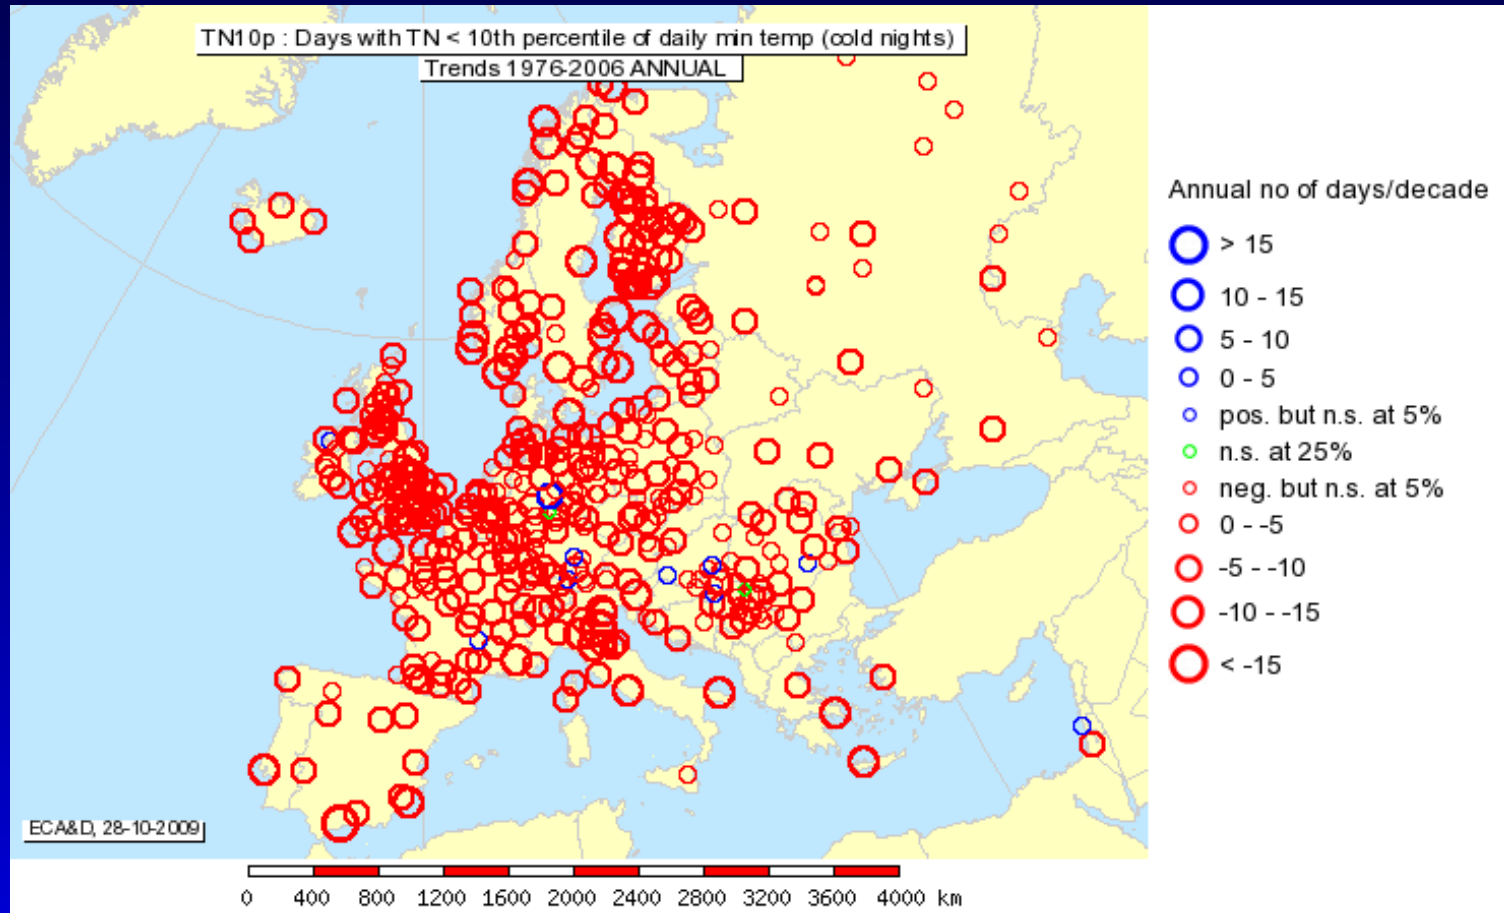 TN10p : Days with TN < 10th percentile of daily min temp (cold nights)
Trends 1976-2006 ANNUAL
Annual no of days/decade
> 15
10 - 15
5 - 10
0 - 5
pos. but n.s. at 5%
n.s. at 25%
neg. but n.s. at 5%
0 - -5
-5 - -10
-10 - -15
< -15
ECA&D, 28-10-2009
0 400 800 1200 1600 2000 2400 2800 3200 3600 4000 km